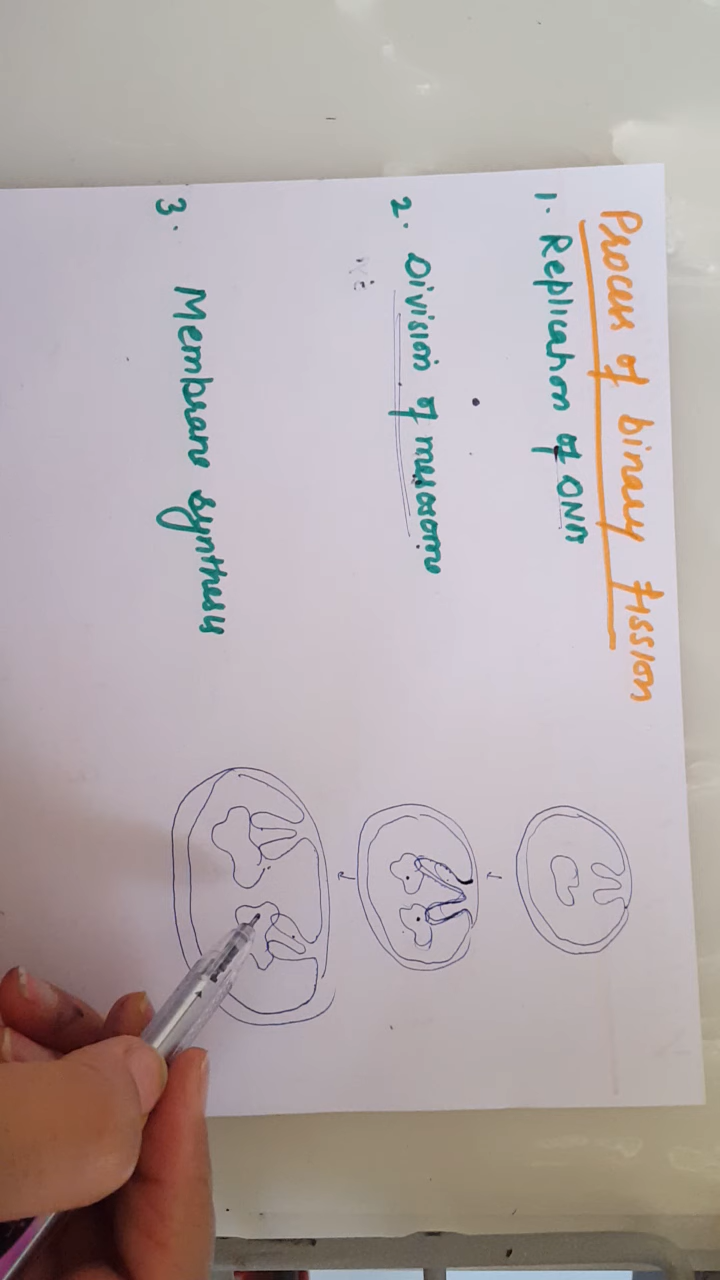 Process of binary Fission
1. Replication of DNA
2. Division of mesosome
3. Membrane synthesis